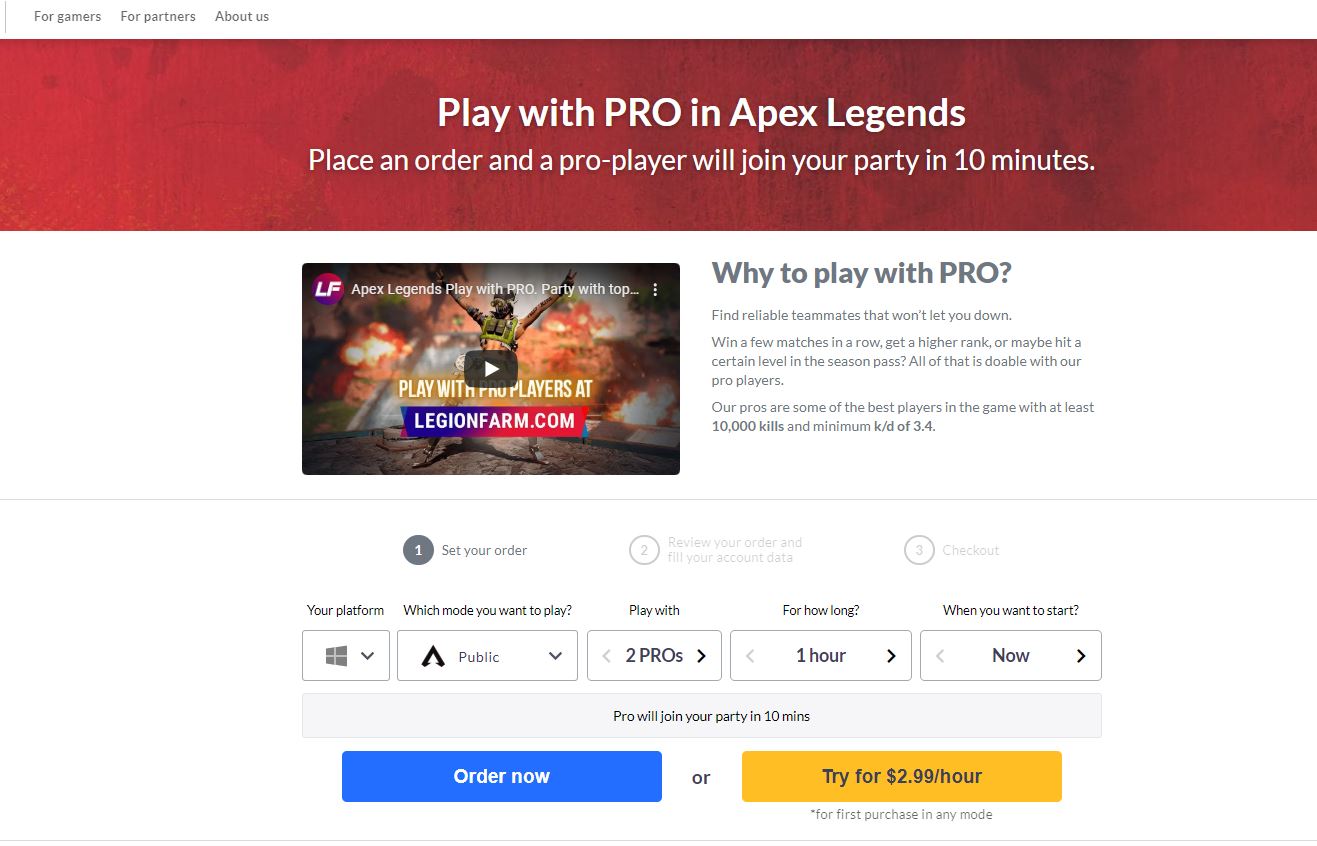 For gamers For partners About us
Play with PRO in Apex Legends
Place an order and a pro-player will join your party in 10 minutes.
LF Apex Legends Play with PRO. Party with top...
PLAY WITH PRO PLAYERS AT
LEGIONFARM.COM
Why to play with PRO?
Find reliable teammates that won't let you down.
Win a few matches in a row, get a higher rank, or maybe hit a
certain level in the season pass? All of that is doable with our
pro players.
Our pros are some of the best players in the game with at least
10,000 kills and minimum k/d of 3.4.
1 Set your order
2 Review your order and
fill your account data
3 Checkout
Your platform Which mode you want to play? Play with For how long? When you want to start?
Public 2 PROs 1 hour Now
Pro will join your party in 10 mins
Order now or Try for $2.99/hour
*for first purchase in any mode